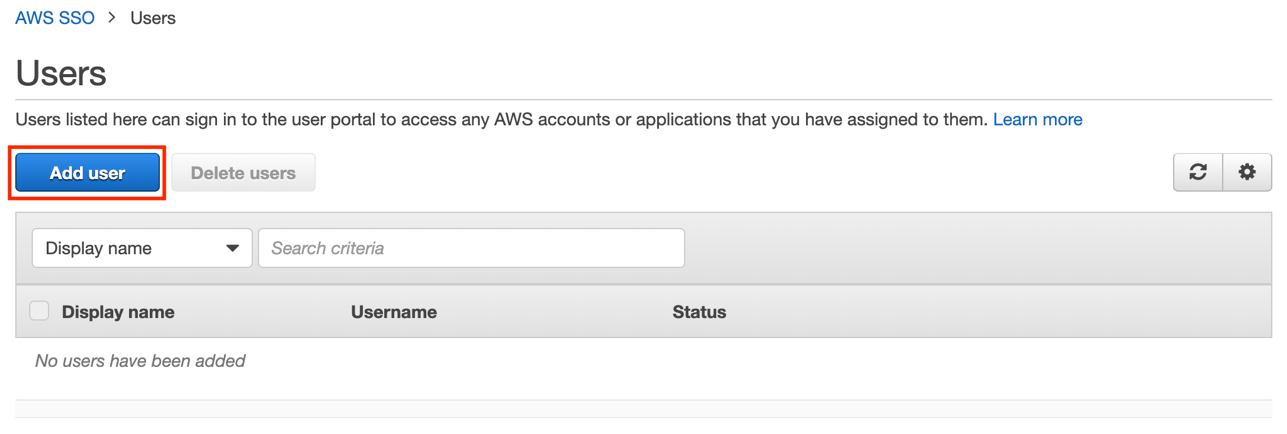 AWS SSO > Users
Users
Users listed here can sign in to the user portal to access any AWS accounts or applications that you have assigned to them. Learn more
Add user Delete users
Display name Search criteria
Display name Username Status
No users have been added